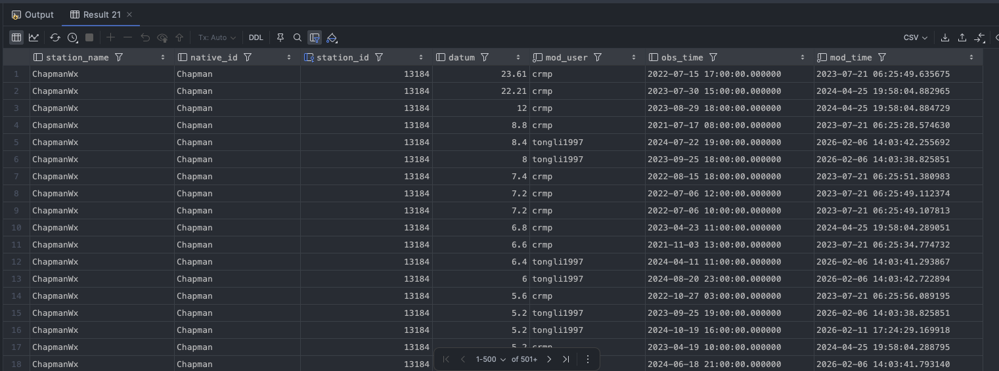 Output Result 21
Tx: Auto DDL CSV
station_name native_id station_id datum mod_user obs_time mod_time
1 ChapmanWx Chapman 13184 23.61 crmp 2022-07-15 17:00:00.000000 2023-07-21 06:25:49.635675
2 ChapmanWx Chapman 13184 22.21 crmp 2023-07-30 15:00:00.000000 2024-04-25 19:58:04.882965
3 ChapmanWx Chapman 13184 12 crmp 2023-08-29 18:00:00.000000 2024-04-25 19:58:04.884729
4 ChapmanWx Chapman 13184 8.8 crmp 2021-07-17 08:00:00.000000 2023-07-21 06:25:28.574630
5 ChapmanWx Chapman 13184 8.4 tongli1997 2024-07-22 19:00:00.000000 2026-02-06 14:03:42.255692
6 ChapmanWx Chapman 13184 8 tongli1997 2023-09-25 18:00:00.000000 2026-02-06 14:03:38.825851
7 ChapmanWx Chapman 13184 7.4 crmp 2022-08-15 18:00:00.000000 2023-07-21 06:25:51.380983
8 ChapmanWx Chapman 13184 7.2 crmp 2022-07-06 12:00:00.000000 2023-07-21 06:25:49.112374
9 ChapmanWx Chapman 13184 7.2 crmp 2022-07-06 10:00:00.000000 2023-07-21 06:25:49.107813
10 ChapmanWx Chapman 13184 6.8 crmp 2023-04-23 11:00:00.000000 2024-04-25 19:58:04.289051
11 ChapmanWx Chapman 13184 6.6 crmp 2021-11-03 13:00:00.000000 2023-07-21 06:25:34.774732
12 ChapmanWx Chapman 13184 6.4 tongli1997 2024-04-11 11:00:00.000000 2026-02-06 14:03:41.293867
13 ChapmanWx Chapman 13184 6 tongli1997 2024-08-20 23:00:00.000000 2026-02-06 14:03:42.722894
14 ChapmanWx Chapman 13184 5.6 crmp 2022-10-27 03:00:00.000000 2023-07-21 06:25:56.089195
15 ChapmanWx Chapman 13184 5.2 tongli1997 2023-09-25 19:00:00.000000 2026-02-06 14:03:38.825851
16 ChapmanWx Chapman 13184 5.2 tongli1997 2024-10-19 16:00:00.000000 2026-02-11 17:24:29.169918
17 ChapmanWx Chapman 13184 5.2 crmp 2023-04-19 10:00:00.000000 2024-04-25 19:58:04.288795
18 ChapmanWx Chapman 13184 2024-06-18 21:00:00.000000 2026-02-06 14:03:41.793140
1-500 of 501+